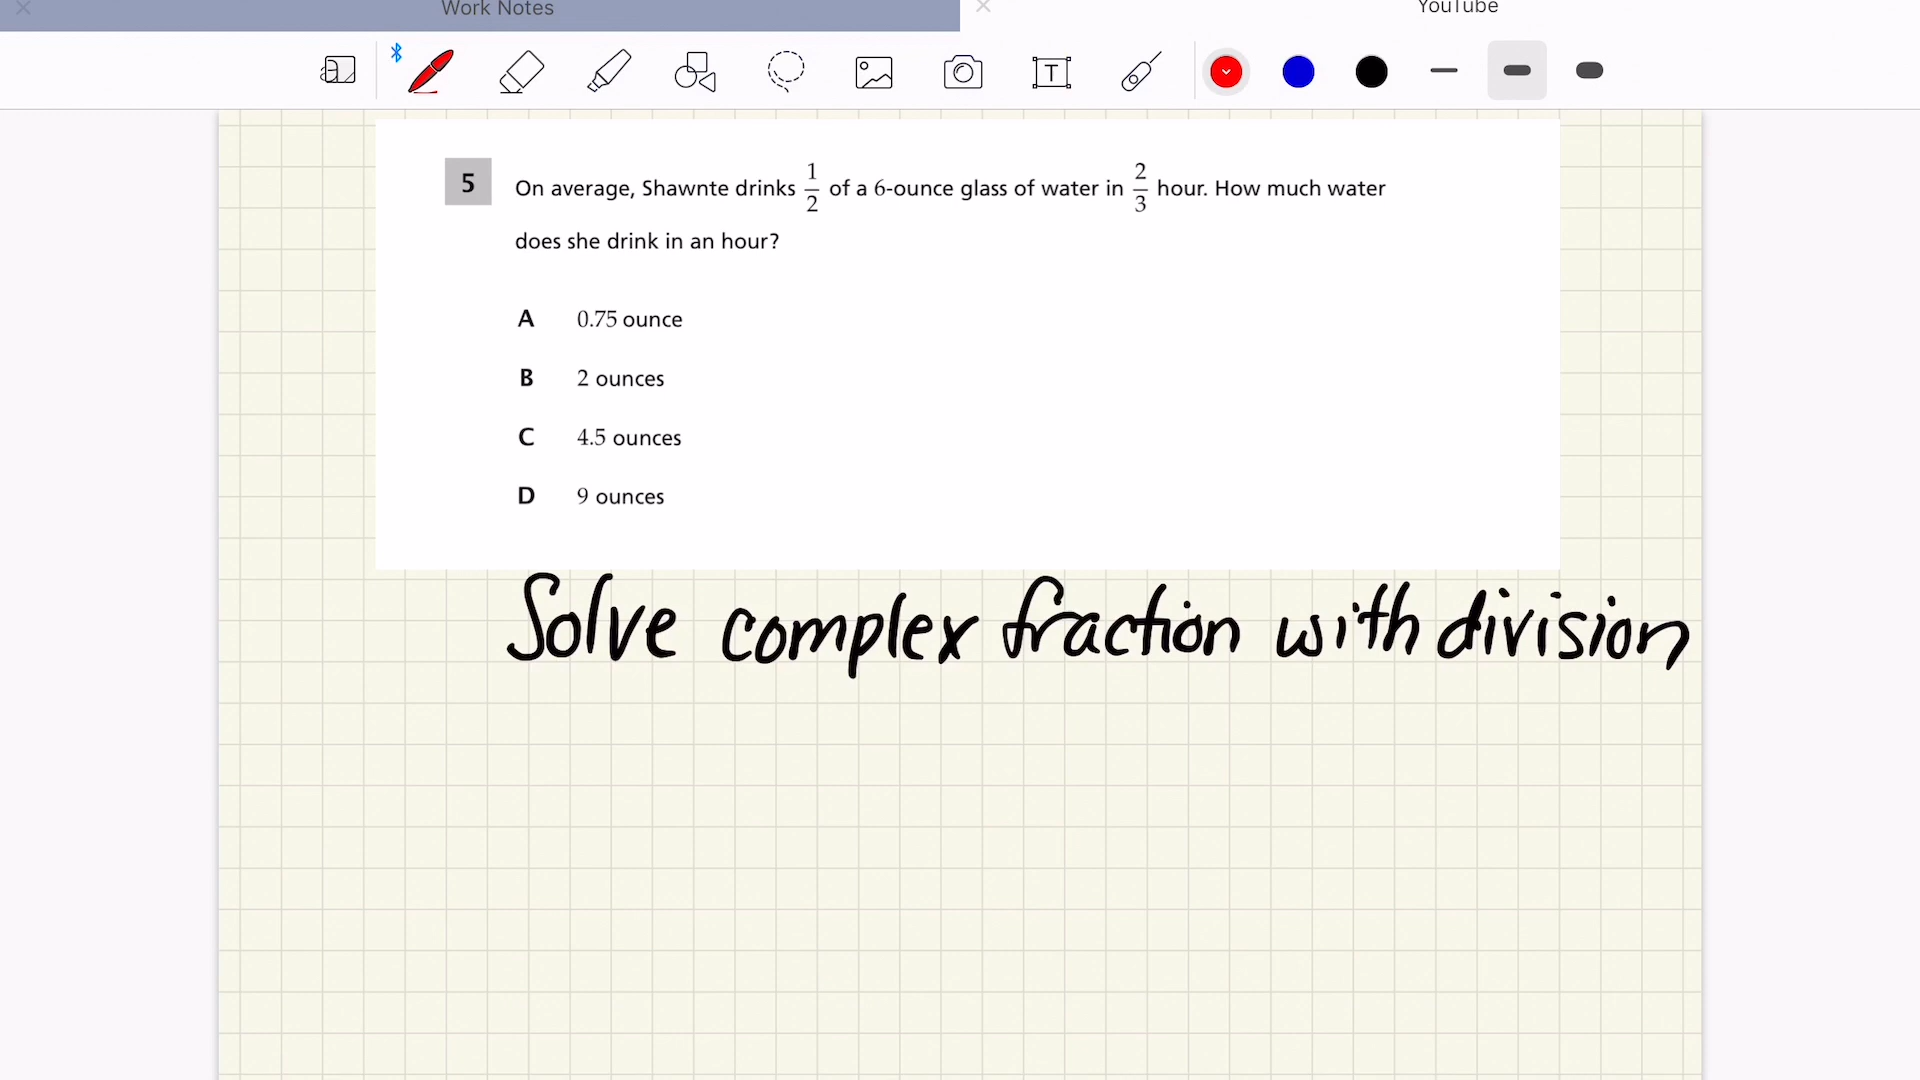 Work Notes
YouTube
T
5 On average, Shawnte drinks 1/2 of a 6-ounce glass of water in 2/3 hour. How much water
does she drink in an hour?
A 0.75 ounce
B 2 ounces
C 4.5 ounces
D 9 ounces
Solve complex fraction with division